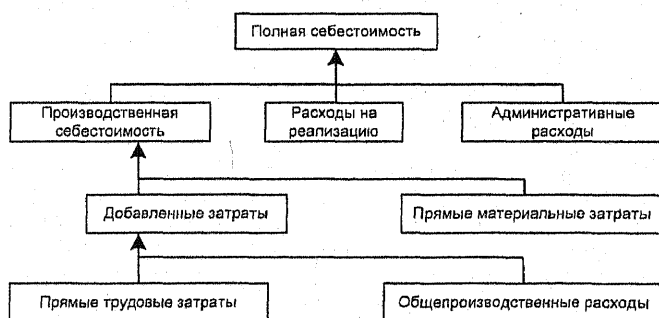 Полная себестоимость
Производственная
себестоимость
Расходы на
реализацию
Административные
расходы
Добавленные затраты
Прямые материальные затраты
Прямые трудовые затраты
Общепроизводственные расходы